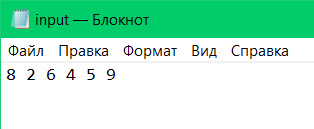 input — Блокнот
Файл Правка Формат Вид Справка
8 2 6 4 5 9